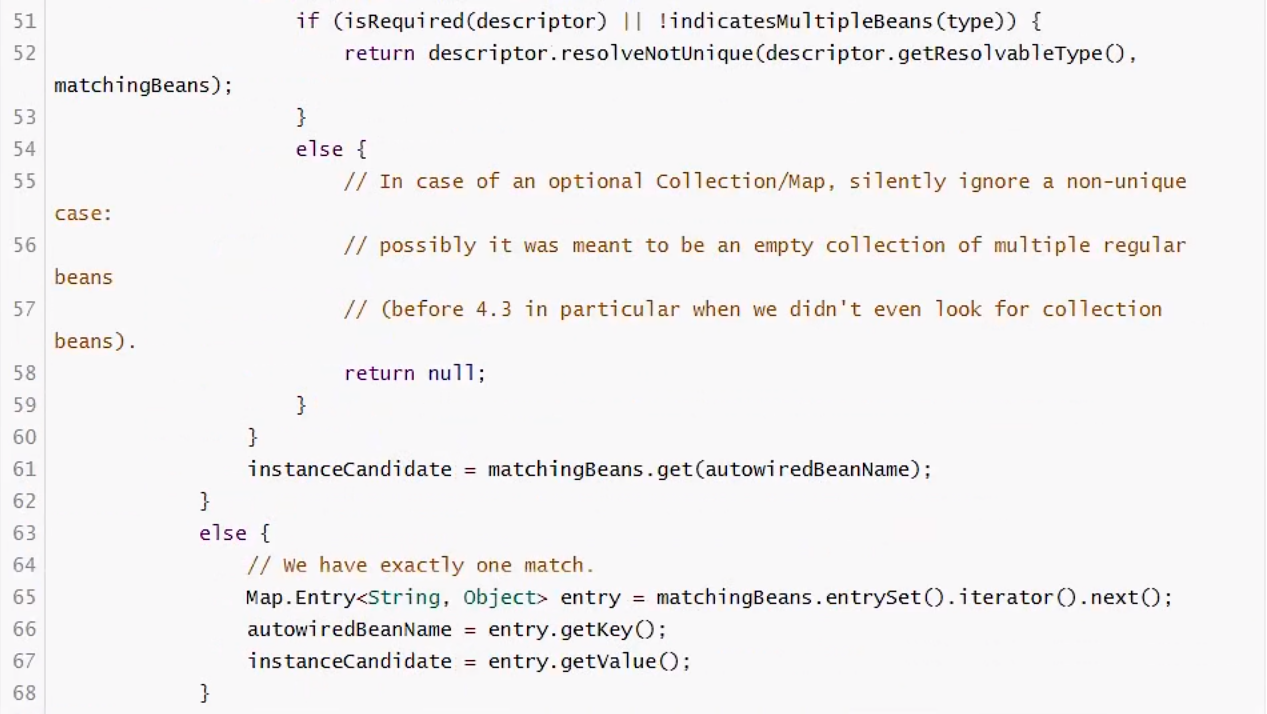 51 if (isRequired(descriptor) || !indicatesMultipleBeans(type)) {
52 return descriptor.resolveNotUnique(descriptor.getResolvableType(),
matchingBeans);
53 }
54 else {
55 // In case of an optional Collection/Map, silently ignore a non-unique
case:
56 // possibly it was meant to be an empty collection of multiple regular
beans
57 // (before 4.3 in particular when we didn't even look for collection
beans).
58 return null;
59 }
60 }
61 instanceCandidate = matchingBeans.get(autowiredBeanName);
62 }
63 else {
64 // We have exactly one match.
65 Map.Entry<String, Object> entry = matchingBeans.entrySet().iterator().next();
66 autowiredBeanName = entry.getKey();
67 instanceCandidate = entry.getValue();
68 }